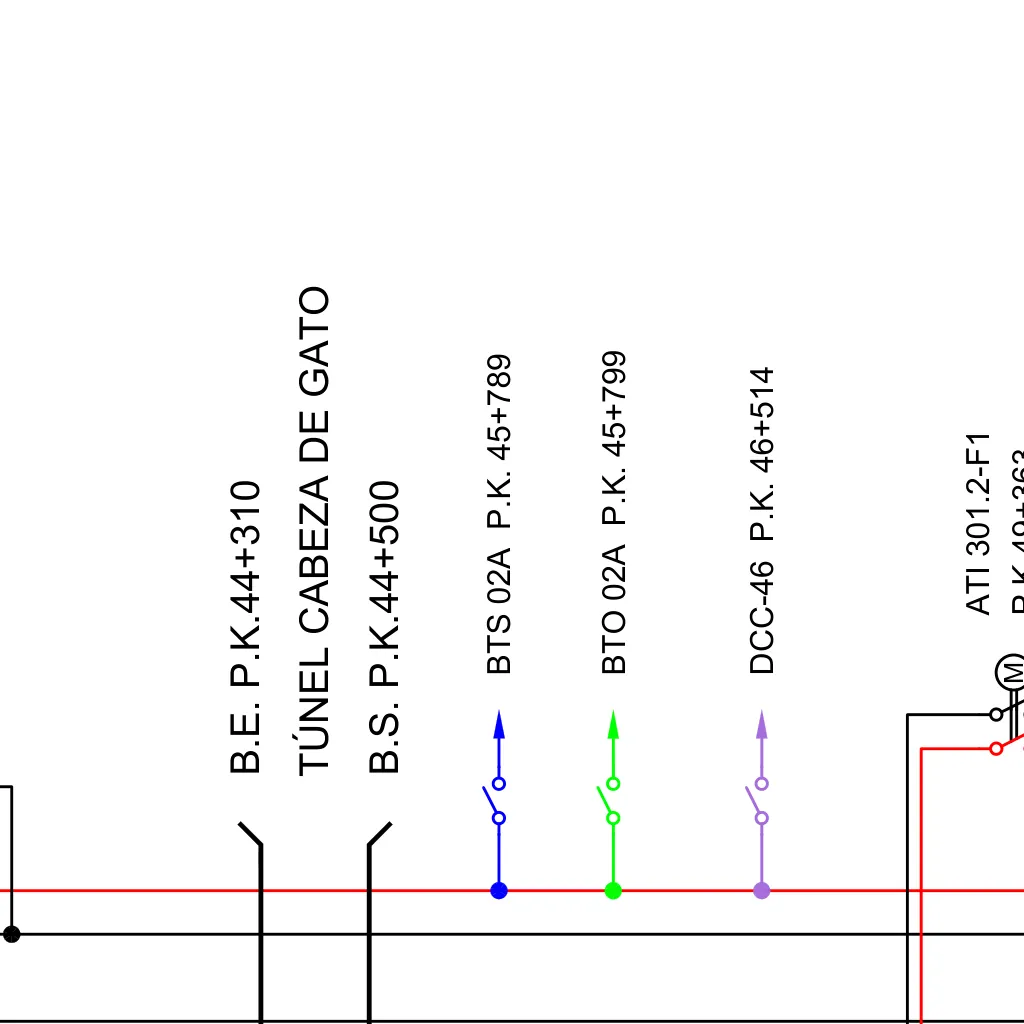 B.E. P.K.44+310
TÚNEL CABEZA DE GATO
B.S. P.K.44+500
BTS 02A P.K. 45+789
BTO 02A P.K. 45+799
DCC-46 P.K. 46+514
ATI 301.2-F1
M